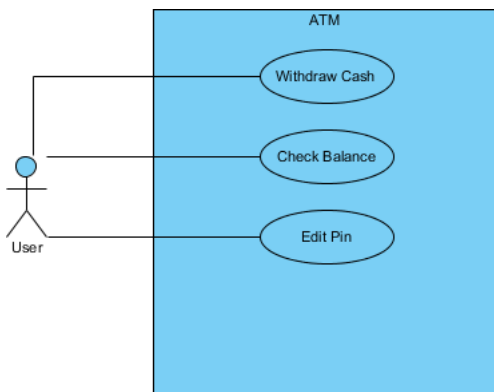 ATM
Withdraw Cash
Check Balance
Edit Pin
User